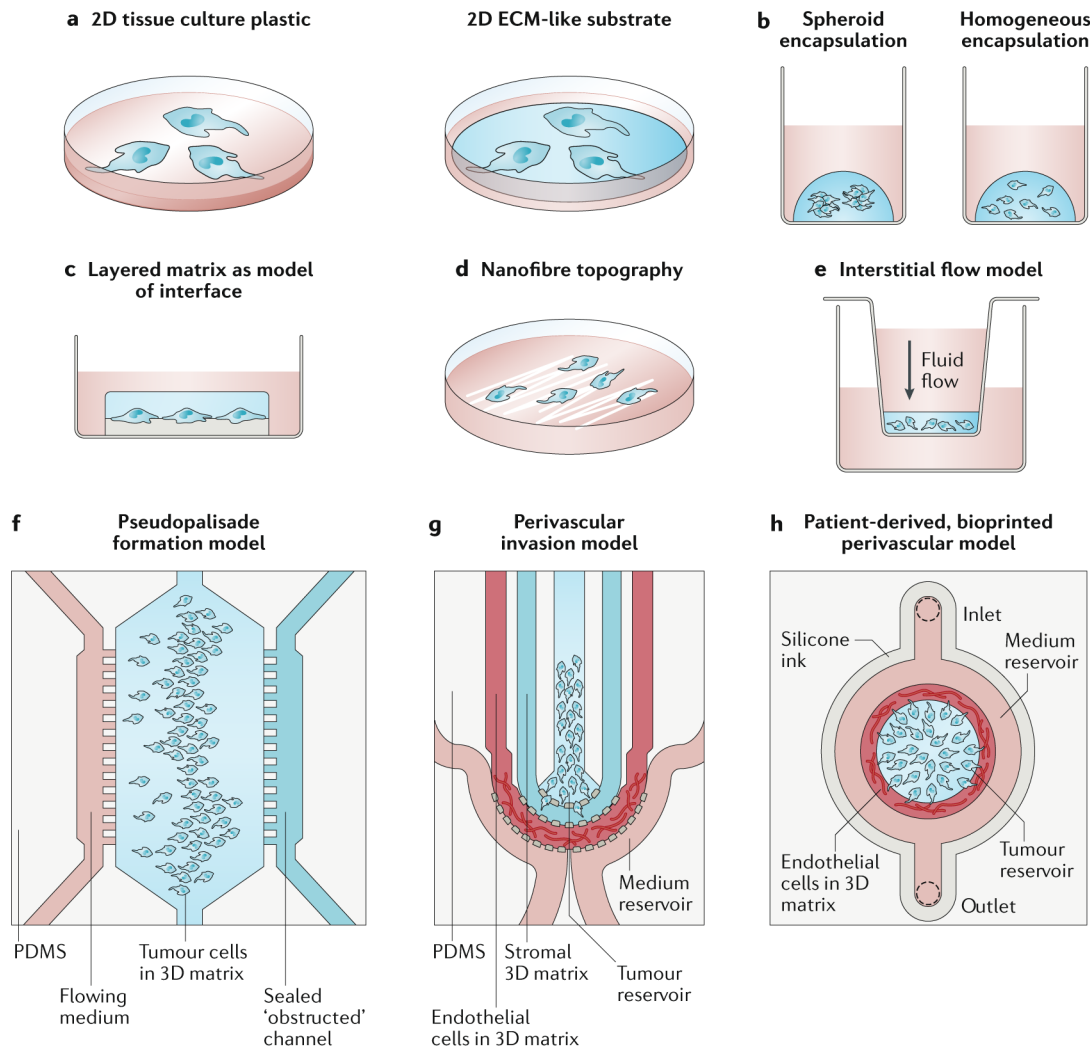 a 2D tissue culture plastic
2D ECM-like substrate
b Spheroid
encapsulation
Homogeneous
encapsulation
c Layered matrix as model
of interface
d Nanofibre topography
e Interstitial flow model
Fluid
flow
f Pseudopalisade
formation model
PDMS
Flowing
medium
Tumour cells
in 3D matrix
Sealed
‘obstructed’
channel
g Perivascular
invasion model
Medium
reservoir
PDMS
Endothelial
cells in 3D matrix
Stromal
3D matrix
Tumour
reservoir
h Patient-derived, bioprinted
perivascular model
Inlet
Silicone
ink
Medium
reservoir
Endothelial
cells in 3D
matrix
Tumour
reservoir
Outlet